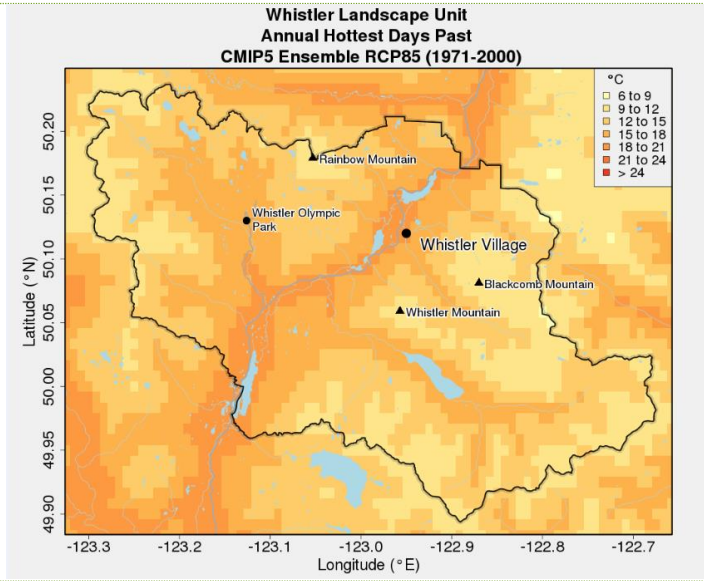 Whistler Landscape Unit
Annual Hottest Days Past
CMIP5 Ensemble RCP85 (1971-2000)
°C
6 to 9
9 to 12
12 to 15
15 to 18
18 to 21
21 to 24
> 24
Rainbow Mountain
Whistler Olympic
Park
Whistler Village
Blackcomb Mountain
Whistler Mountain
Latitude (°N)
50.20
50.15
50.10
50.05
50.00
49.95
49.90
-123.3 -123.2 -123.1 -123.0 -122.9 -122.8 -122.7
Longitude (°E)